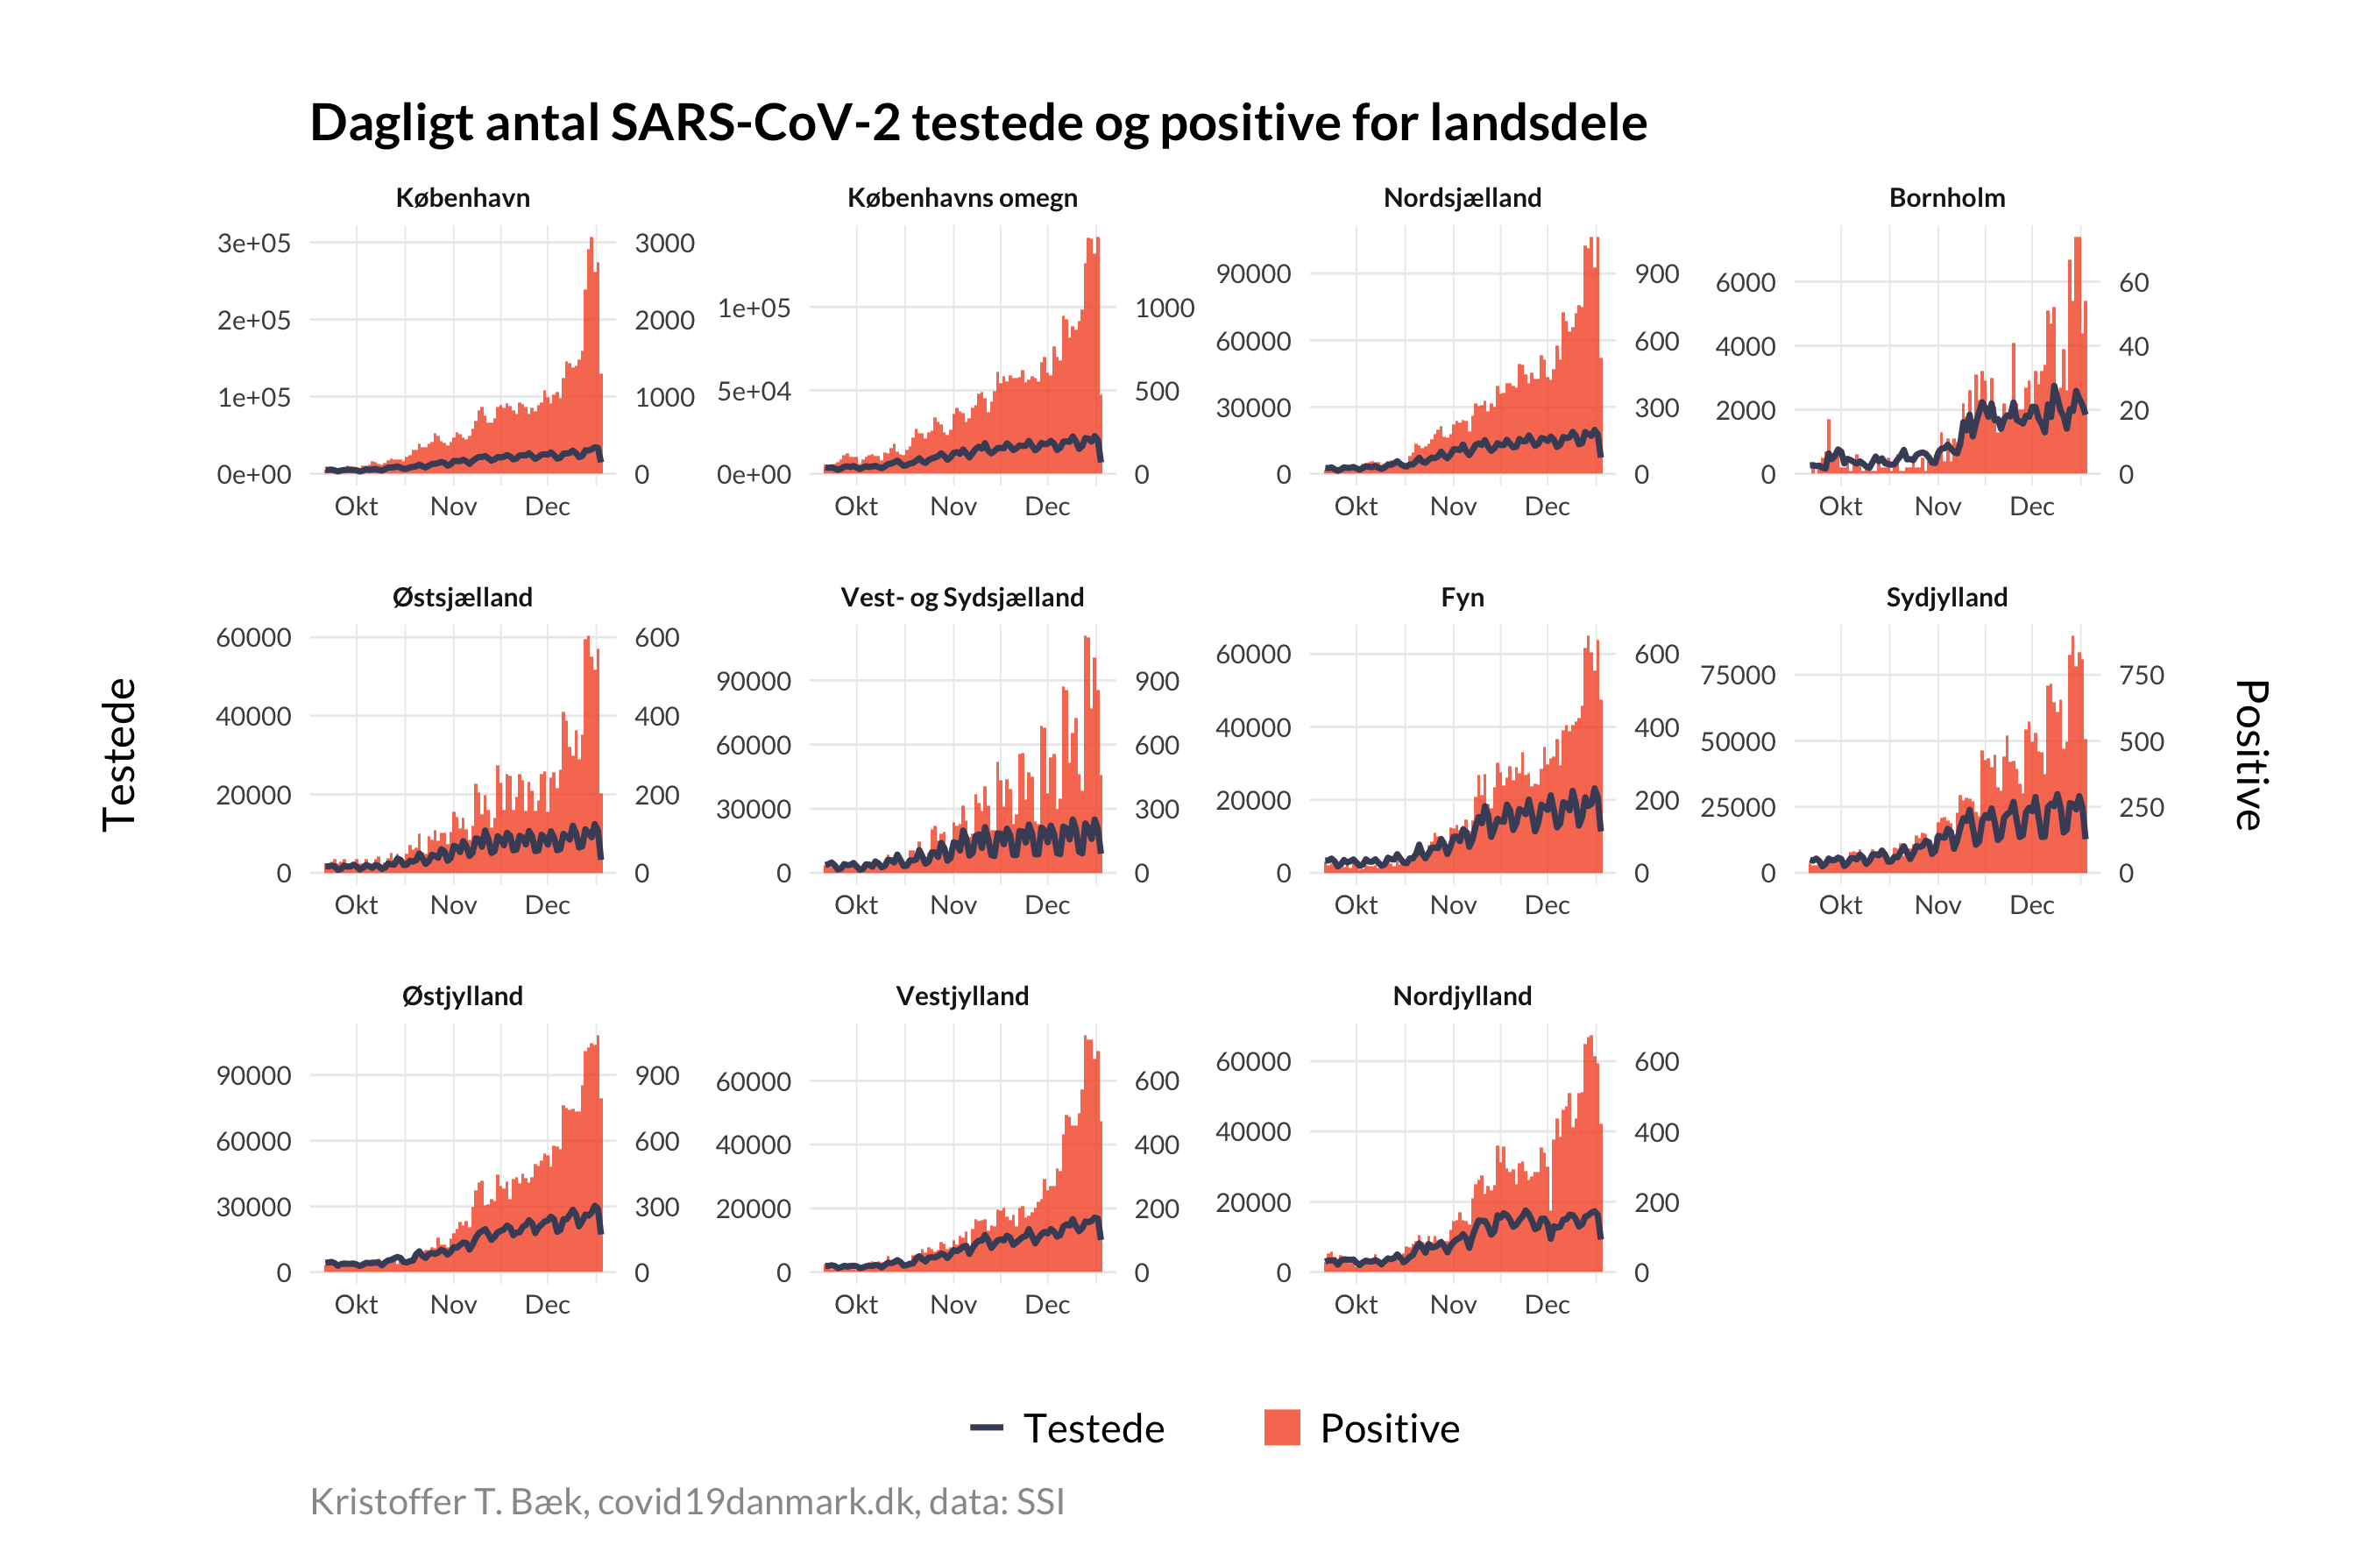 Dagligt antal SARS-CoV-2 testede og positive for landsdele
København
Københavns omegn
Nordsjælland
Bornholm
3e+05
2e+05
1e+05
0e+00
3000
2000
1000
0
1e+05
5e+04
0e+00
1000
500
0
90000
60000
30000
0
900
600
300
0
6000
4000
2000
0
60
40
20
0
Okt Nov Dec
Okt Nov Dec
Okt Nov Dec
Okt Nov Dec
Testede
Positive
Østsjælland
Vest- og Sydsjælland
Fyn
Sydjylland
60000
40000
20000
0
600
400
200
0
90000
60000
30000
0
900
600
300
0
60000
40000
20000
0
600
400
200
0
75000
50000
25000
0
750
500
250
0
Okt Nov Dec
Okt Nov Dec
Okt Nov Dec
Okt Nov Dec
Østjylland
Vestjylland
Nordjylland
90000
60000
30000
0
900
600
300
0
60000
40000
20000
0
600
400
200
0
60000
40000
20000
0
600
400
200
0
Okt Nov Dec
Okt Nov Dec
Okt Nov Dec
Testede Positive
Kristoffer T. Bæk, covid19danmark.dk, data: SSI